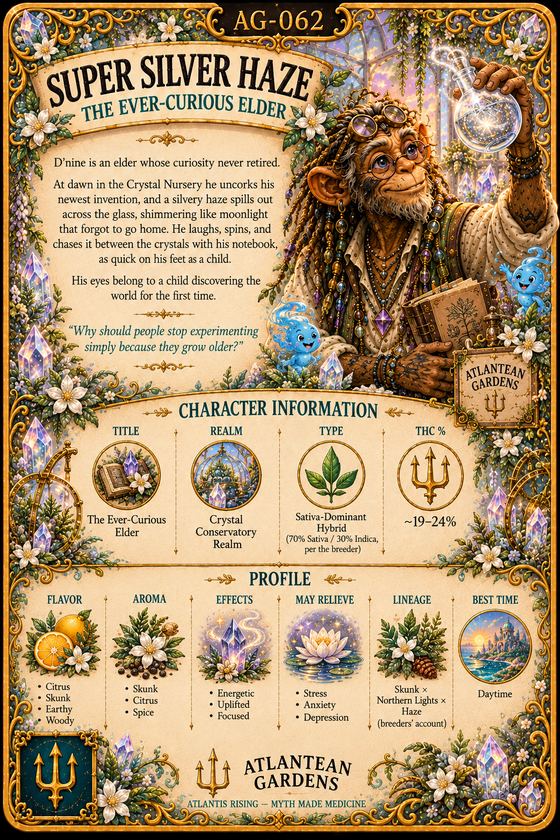 AG-062
SUPER SILVER HAZE
THE EVER-CURIOUS ELDER
D'nine is an elder whose curiosity never retired.
At dawn in the Crystal Nursery he uncorks his
newest invention, and a silvery haze spills out
across the glass, shimmering like moonlight
that forgot to go home. He laughs, spins, and
chases it between the crystals with his notebook,
as quick on his feet as a child.
His eyes belong to a child discovering the
world for the first time.
"Why should people stop experimenting
simply because they grow older?"
ATLANTEAN
GARDENS
CHARACTER INFORMATION
TITLE
The Ever-Curious
Elder
REALM
Crystal
Conservatory
Realm
TYPE
Sativa-Dominant
Hybrid
(70% Sativa / 30% Indica,
per the breeder)
THC %
~19–24%
PROFILE
FLAVOR
• Citrus
• Skunk
• Earthy
Woody
AROMA
• Skunk
• Citrus
• Spice
EFFECTS
• Energetic
• Uplifted
• Focused
MAY RELIEVE
• Stress
• Anxiety
• Depression
LINEAGE
Skunk ×
Northern Lights ×
Haze
(breeders' account)
BEST TIME
Daytime
ATLANTEAN
GARDENS
ATLANTIS RISING — MYTH MADE MEDICINE